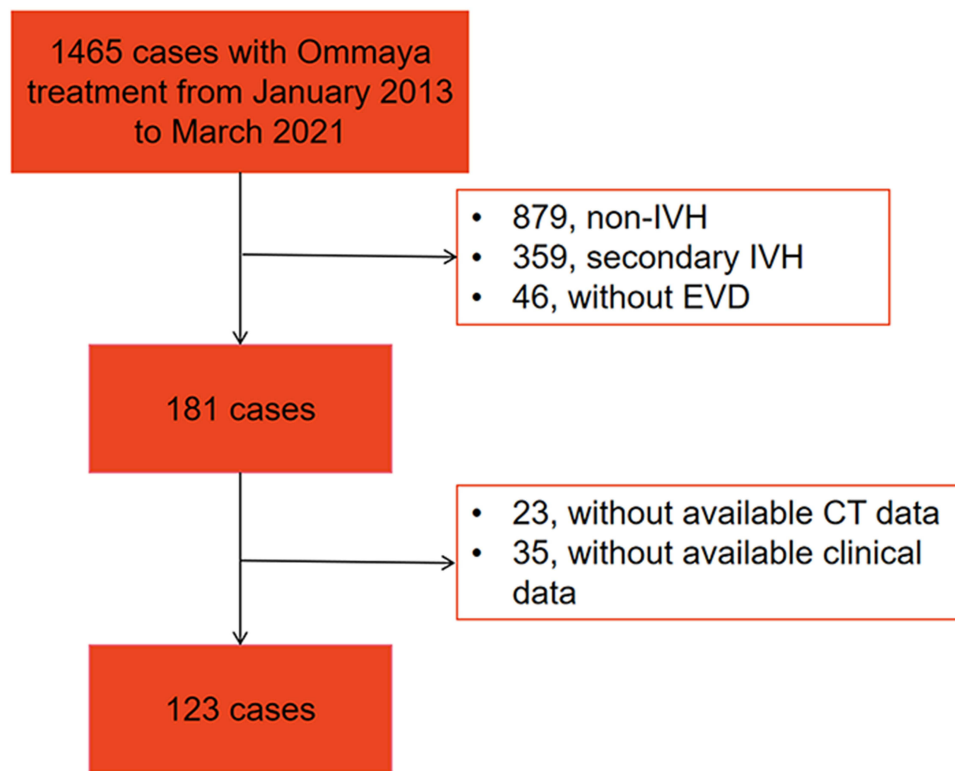 1465 cases with Ommaya
treatment from January 2013
to March 2021
• 879, non-IVH
• 359, secondary IVH
• 46, without EVD
181 cases
• 23, without available CT data
• 35, without available clinical
data
123 cases